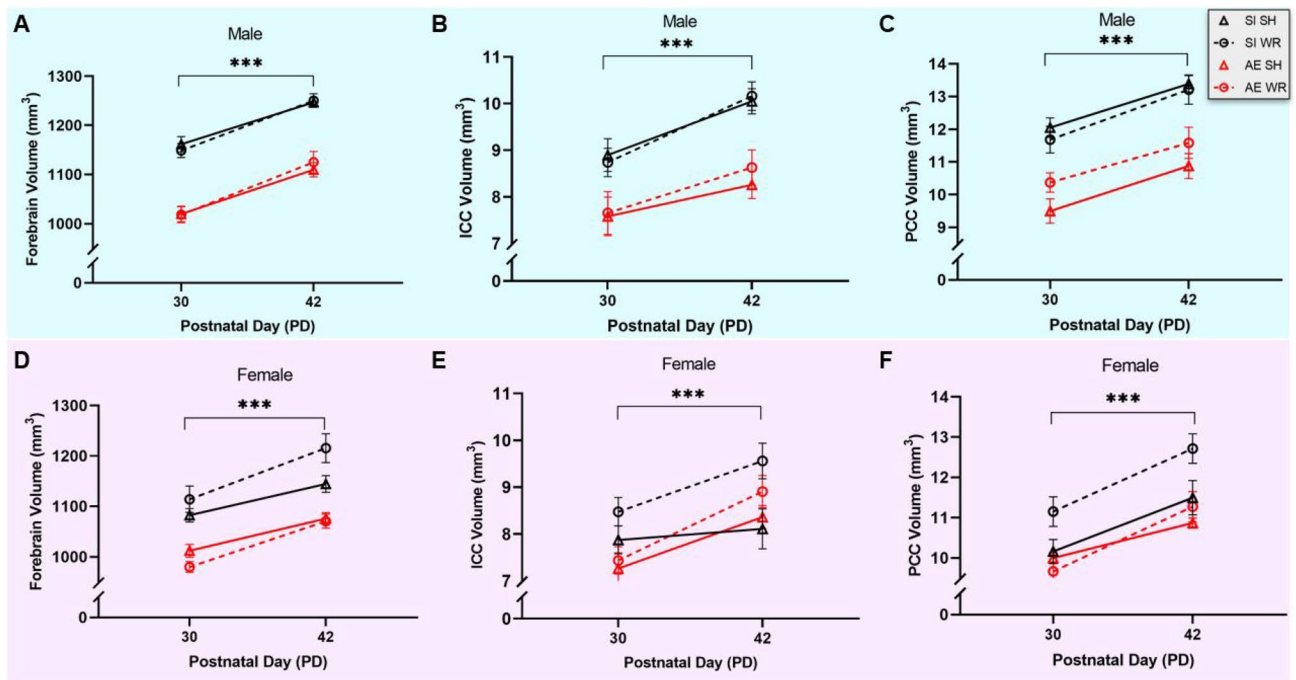 A
Male
***
Forebrain Volume (mm³)
1300
1200
1100
1000
0
30
42
Postnatal Day (PD)
B
Male
***
ICC Volume (mm³)
11
10
9
8
7
0
30
42
Postnatal Day (PD)
C
Male
***
PCC Volume (mm³)
14
13
12
11
10
9
0
30
42
Postnatal Day (PD)
SI SH
SI WR
AE SH
AE WR
D
Female
***
Forebrain Volume (mm³)
1300
1200
1100
1000
0
30
42
Postnatal Day (PD)
E
Female
***
ICC Volume (mm³)
11
10
9
8
7
0
30
42
Postnatal Day (PD)
F
Female
***
PCC Volume (mm³)
14
13
12
11
10
0
30
42
Postnatal Day (PD)